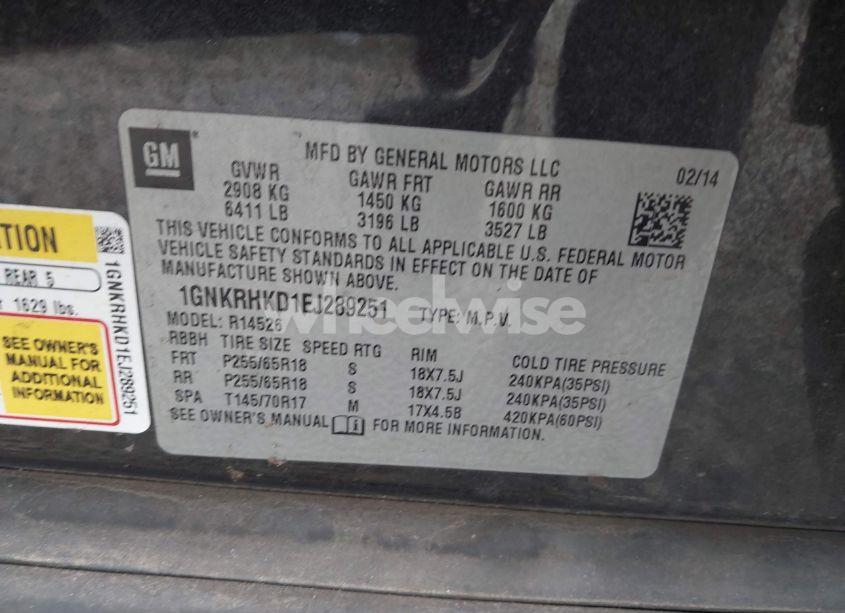 GM
MFD BY GENERAL MOTORS LLC
02/14
GVWR GAWR FRT GAWR RR
2908 KG 1450 KG 1600 KG
6411 LB 3196 LB 3527 LB
THIS VEHICLE CONFORMS TO ALL APPLICABLE U.S. FEDERAL MOTOR
VEHICLE SAFETY STANDARDS IN EFFECT ON THE DATE OF
MANUFACTURE SHOWN ABOVE.
1GNKRHKD1EJ289251 TYPE: M.P.V.
MODEL: R14526
RBBH TIRE SIZE SPEED RTG RIM COLD TIRE PRESSURE
FRT P255/65R18 S 18X7.5J 240KPA(35PSI)
RR P255/65R18 S 18X7.5J 240KPA(35PSI)
SPA T145/70R17 M 17X4.5B 420KPA(60PSI)
SEE OWNER'S MANUAL FOR MORE INFORMATION.
REAR 5
1629 lbs.
SEE OWNER'S
MANUAL FOR
ADDITIONAL
INFORMATION
1GNKRHKD1EJ289251
wheelwise